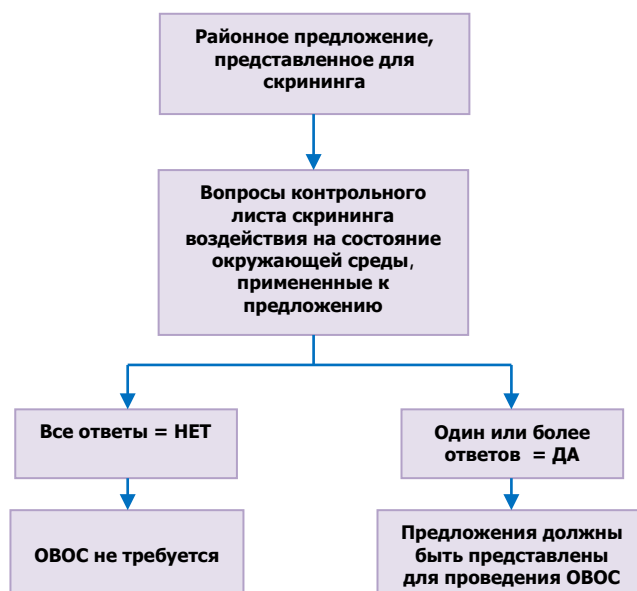 Районное предложение,
представленное для
скрининга
Вопросы контрольного
листа скрининга
воздействия на состояние
окружающей среды,
примененные к
предложению
Все ответы = НЕТ
Один или более
ответов = ДА
ОВОС не требуется
Предложения должны
быть представлены
для проведения ОВОС